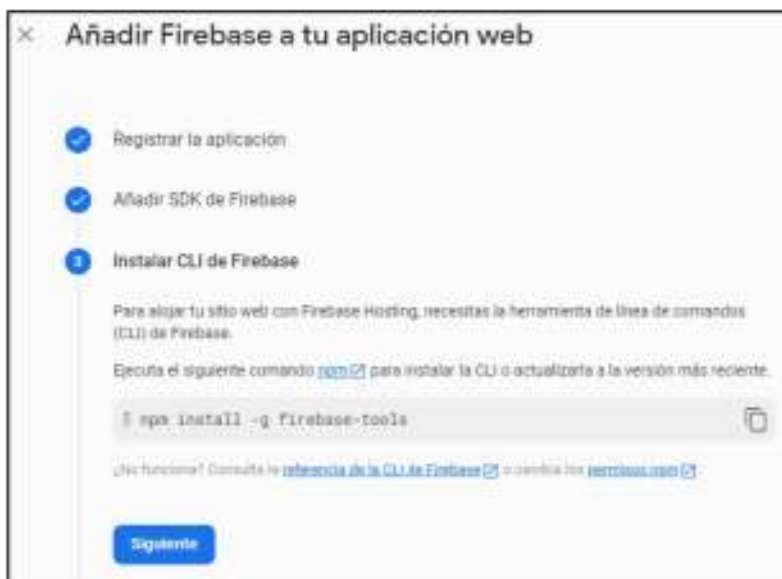 Añadir Firebase a tu aplicación web
Registrar la aplicación
Añadir SDK de Firebase
3 Instalar CLI de Firebase
Para alojar tu sitio web con Firebase Hosting, necesitas la herramienta de línea de comandos
(CLI) de Firebase.
Ejecuta el siguiente comando npm para instalar la CLI o actualizarla a la versión más reciente.
$ npm install -g firebase-tools
¿No funciona? Consulta la referencia de la CLI de Firebase o cambia los permisos npm
Siguiente